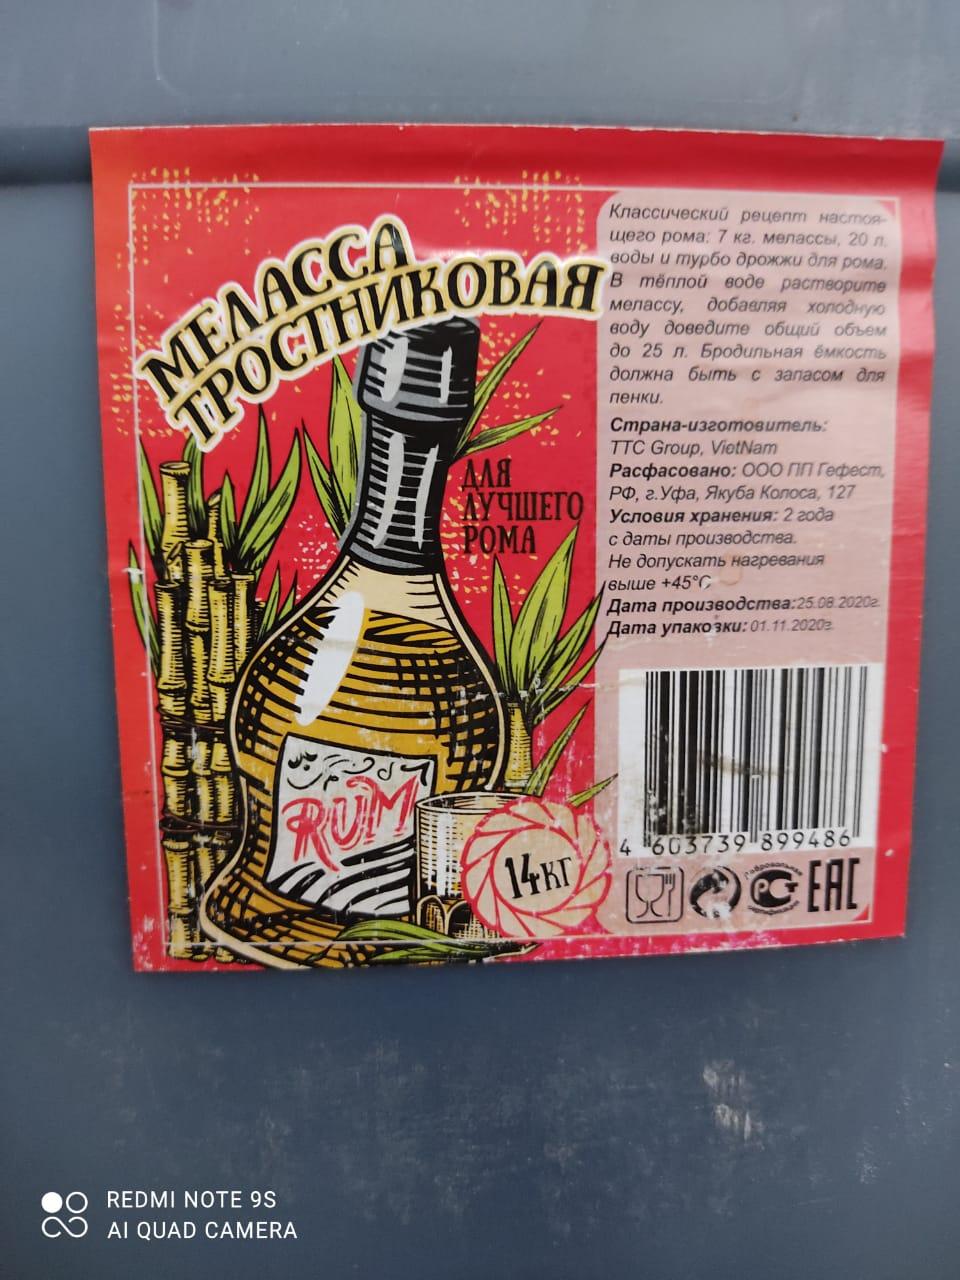 МЕЛАССА
ТРОСТНИКОВАЯ
ДЛЯ
ЛУЧШЕГО
РОМА
RUM
14кг
Классический рецепт настоя-
щего рома: 7 кг. мелассы, 20 л.
воды и турбо дрожжи для рома.
В тёплой воде растворите
мелассу, добавляя холодную
воду доведите общий объем
до 25 л. Бродильная ёмкость
должна быть с запасом для
пенки.
Страна-изготовитель:
TTC Group, VietNam
Расфасовано: ООО ПП Гефест,
РФ, г.Уфа, Якуба Колоса, 127
Условия хранения: 2 года
с даты производства.
Не допускать нагревания
выше +45°С
Дата производства:25.08.2020г.
Дата упаковки: 01.11.2020г.
4 603739 899486
Добровольная
РСТ
сертификация
ЕАС
REDMI NOTE 9S
AI QUAD CAMERA